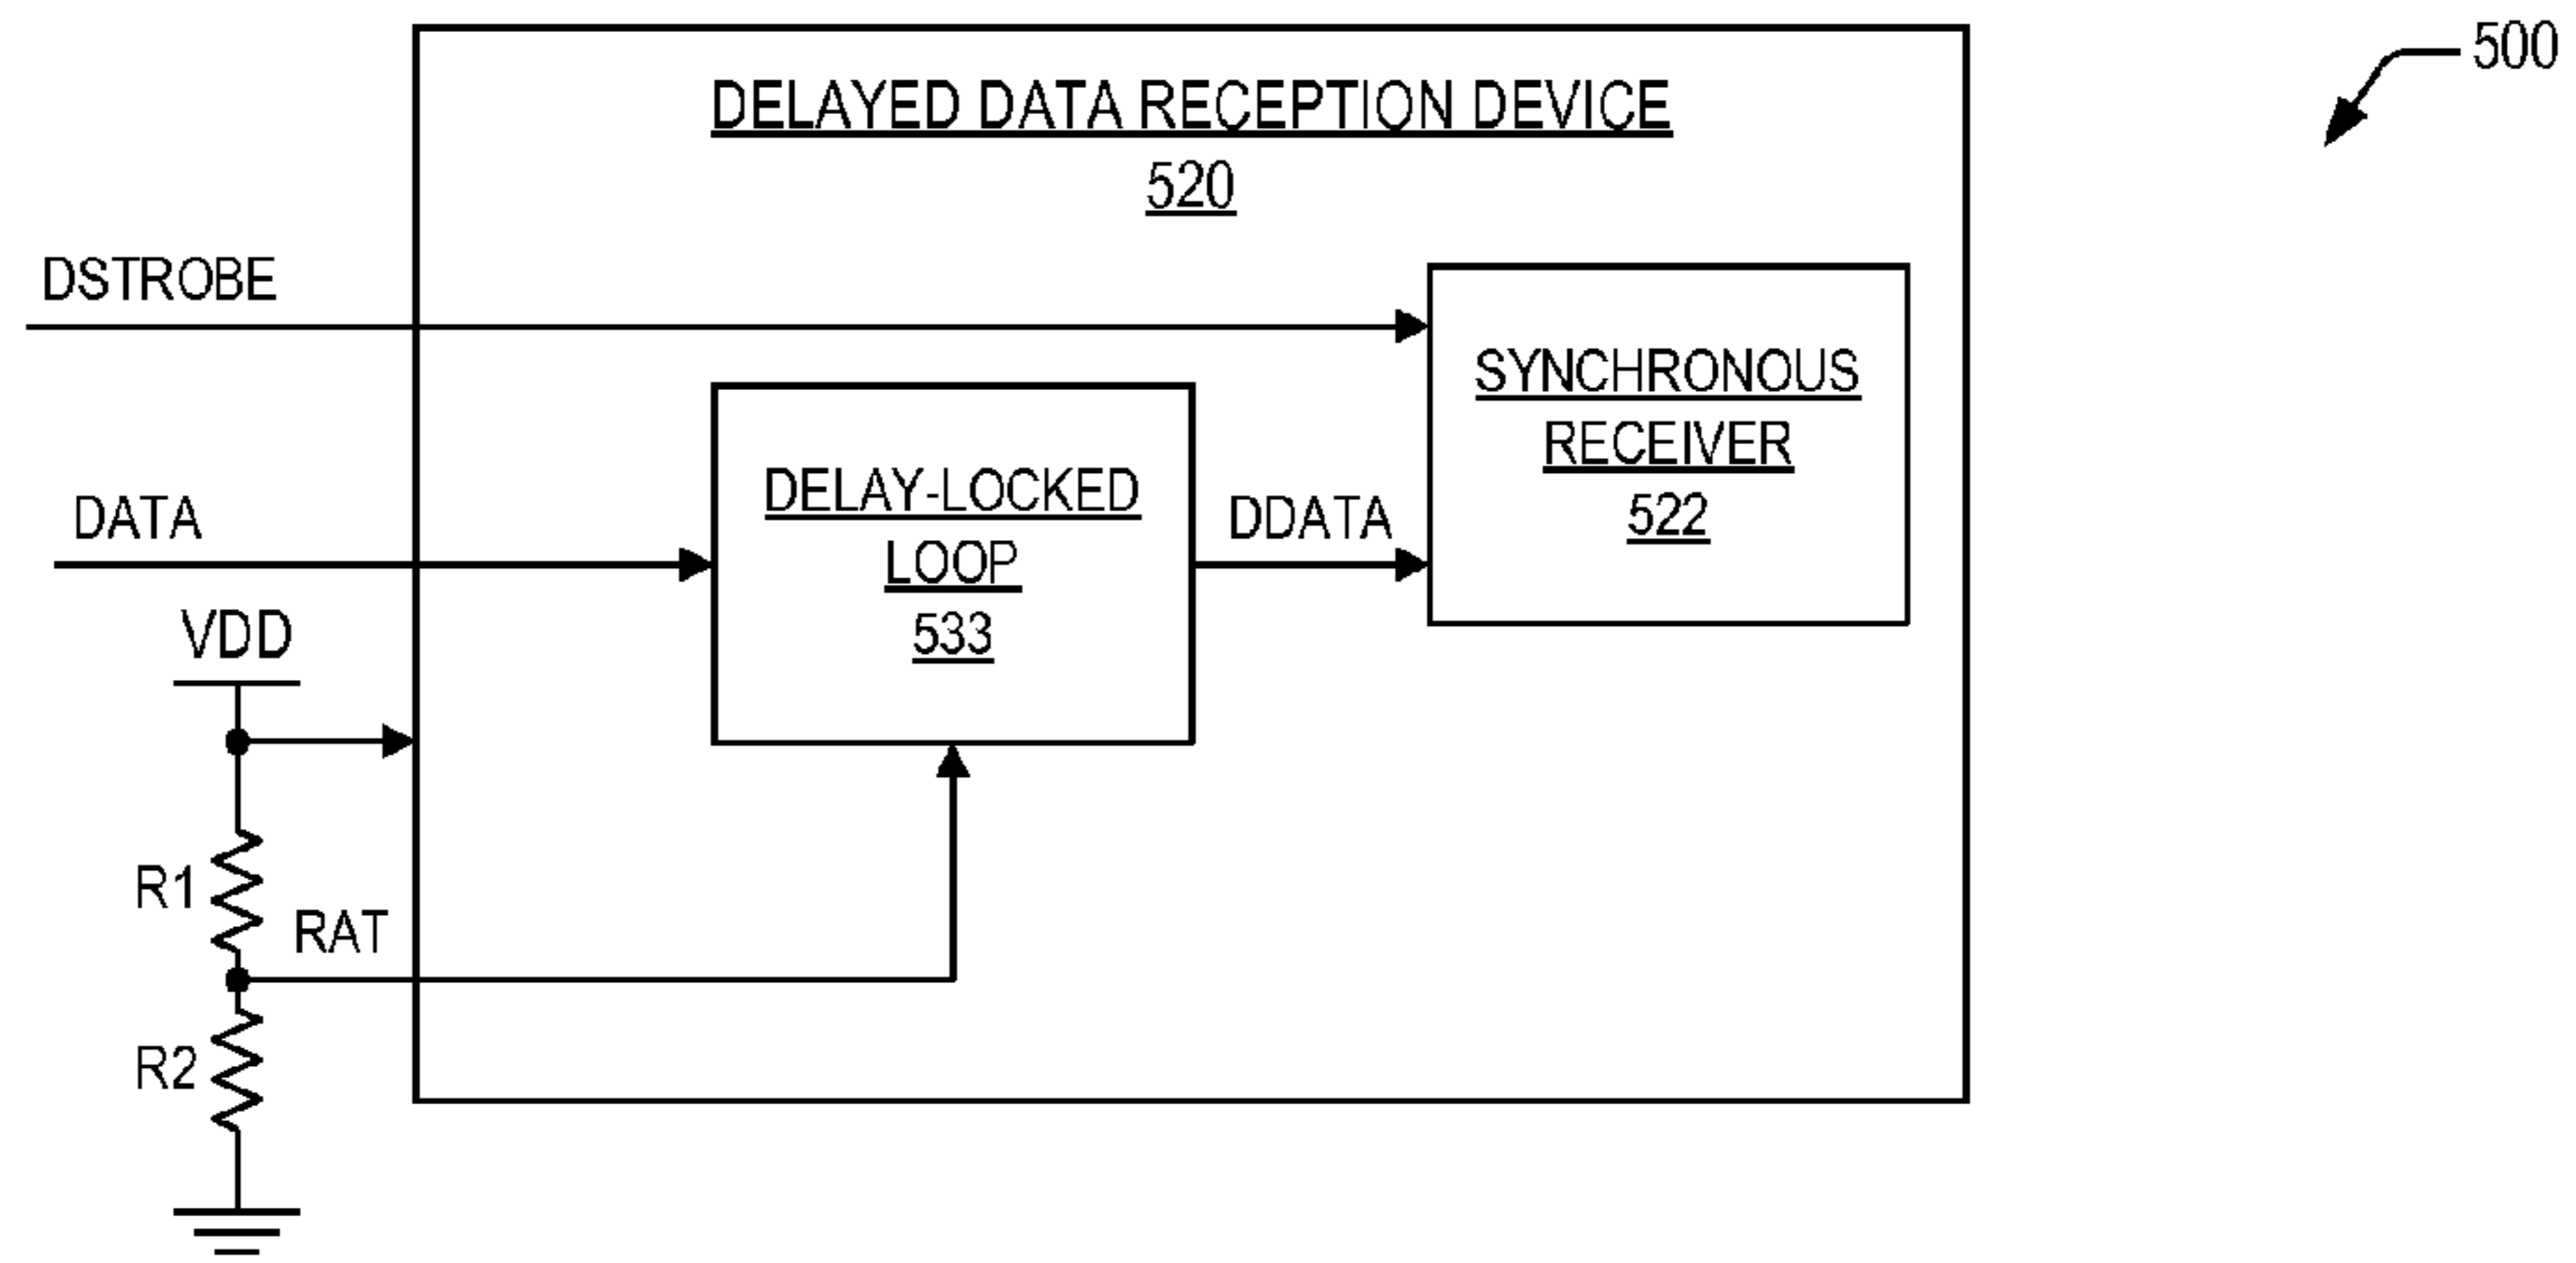 500
DELAYED DATA RECEPTION DEVICE
520
DSTROBE
SYNCHRONOUS
RECEIVER
522
DATA
DELAY-LOCKED
LOOP
533
DDATA
VDD
R1
RAT
R2